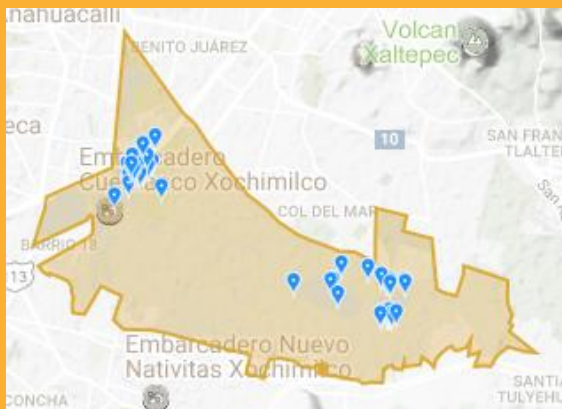 Anahuacalli
BENITO JUÁREZ
Volcan
Xaltepec
eca
10
SAN FRAN
TLALTE
Embarcadero
Cuemanco Xochimilco
COL DEL MAR
BARRIO 18
113
Embarcadero Nuevo
Nativitas Xochimilco
CONCHA
SANTIA
TULYEHU